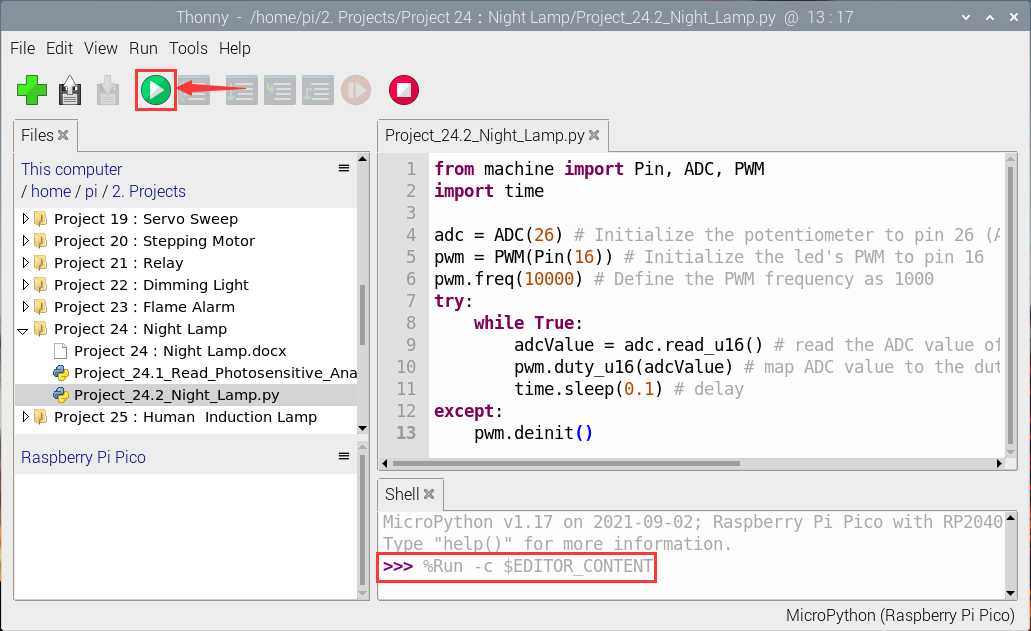 Thonny - /home/pi/2. Projects/Project 24 : Night Lamp/Project_24.2_Night_Lamp.py @ 13 : 17
File Edit View Run Tools Help
Files
This computer
/ home / pi / 2. Projects
Project 19 : Servo Sweep
Project 20 : Stepping Motor
Project 21 : Relay
Project 22 : Dimming Light
Project 23 : Flame Alarm
Project 24 : Night Lamp
Project 24 : Night Lamp.docx
Project_24.1_Read_Photosensitive_Ana
Project_24.2_Night_Lamp.py
Project 25 : Human Induction Lamp
Raspberry Pi Pico
Project_24.2_Night_Lamp.py
1 from machine import Pin, ADC, PWM
2 import time
3
4 adc = ADC(26) # Initialize the potentiometer to pin 26 (A
5 pwm = PWM(Pin(16)) # Initialize the led's PWM to pin 16
6 pwm.freq(10000) # Define the PWM frequency as 1000
7 try:
8 while True:
9 adcValue = adc.read_u16() # read the ADC value of
10 pwm.duty_u16(adcValue) # map ADC value to the dut
11 time.sleep(0.1) # delay
12 except:
13 pwm.deinit()
Shell
MicroPython v1.17 on 2021-09-02; Raspberry Pi Pico with RP2040
Type "help()" for more information.
>>> %Run -c $EDITOR_CONTENT
MicroPython (Raspberry Pi Pico)